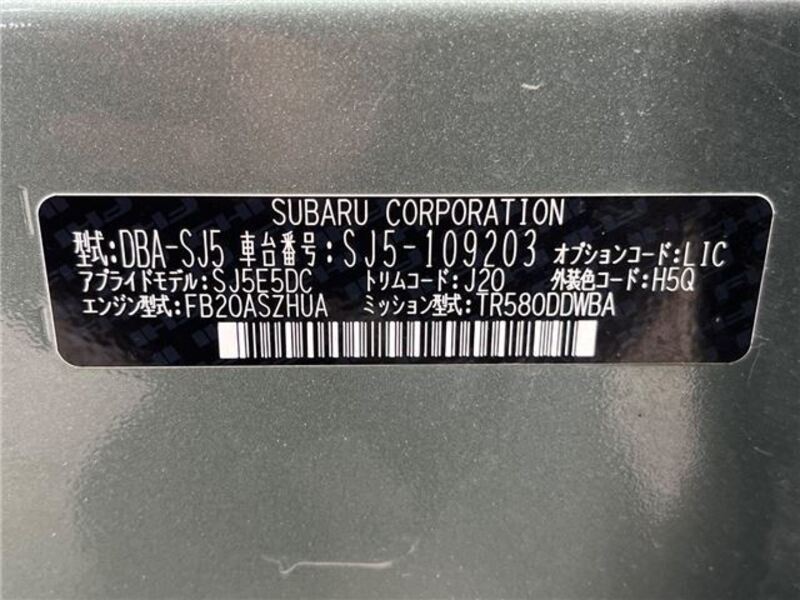 SUBARU CORPORATION
型式:DBA-SJ5 車台番号:SJ5-109203 オプションコード:LIC
アプライドモデル:SJ5E5DC トリムコード:J20 外装色コード:H5Q
エンジン型式:FB20ASZHUA ミッション型式:TR580DDWBA